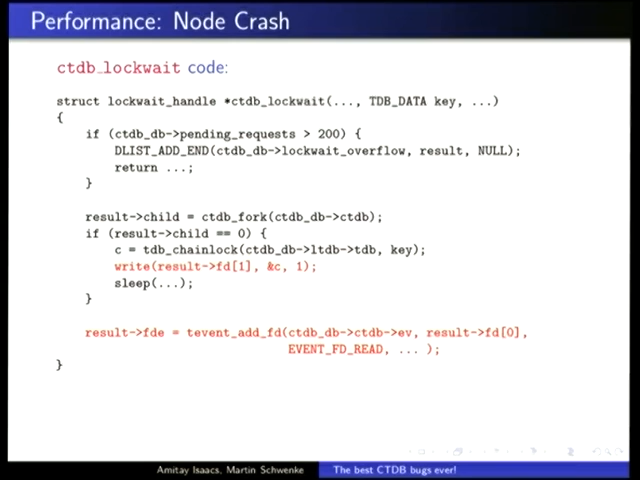 Performance: Node Crash
ctdb_lockwait code:
struct lockwait_handle *ctdb_lockwait(..., TDB_DATA key, ...)
{
if (ctdb_db->pending_requests > 200) {
DLIST_ADD_END(ctdb_db->lockwait_overflow, result, NULL);
return ...;
}
result->child = ctdb_fork(ctdb_db->ctdb);
if (result->child == 0) {
c = tdb_chainlock(ctdb_db->ltdb->tdb, key);
write(result->fd[1], &c, 1);
sleep(...);
}
result->fde = tevent_add_fd(ctdb_db->ctdb->ev, result->fd[0],
EVENT_FD_READ, ... );
}
Amitay Isaacs, Martin Schwenke The best CTDB bugs ever!